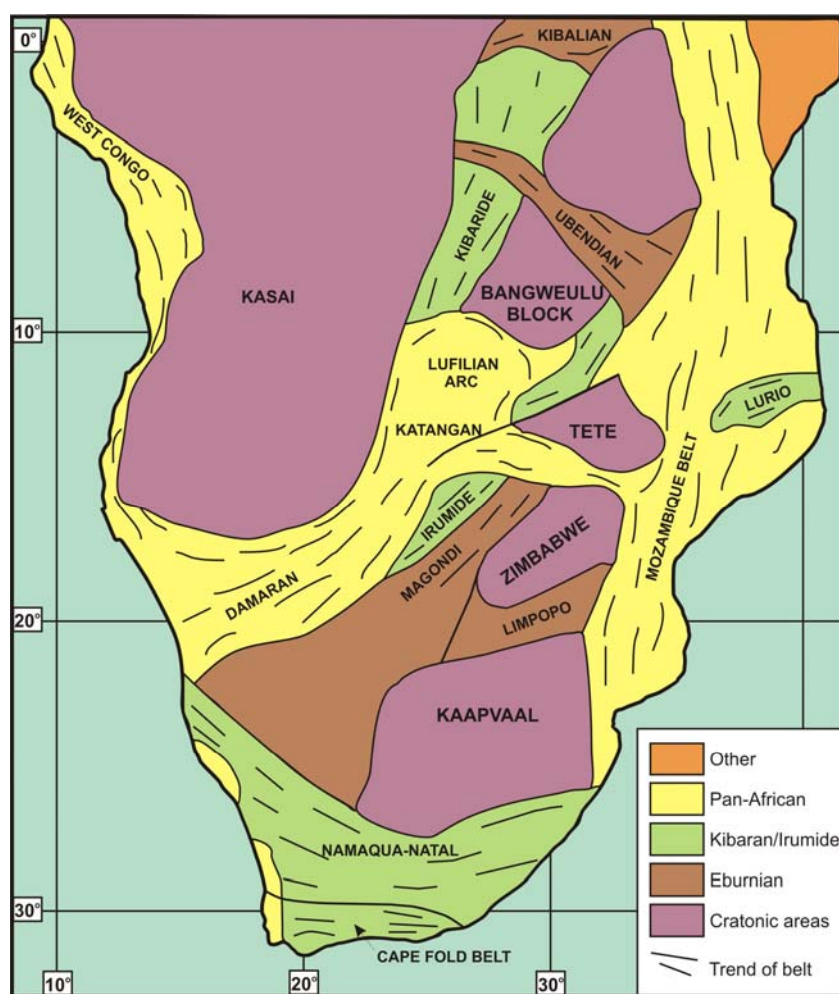 0°
KIBALIAN
WEST CONGO
KIBARIDE
UBENDIAN
KASAI
BANGWEULU
BLOCK
10°
LUFILIAN
ARC
LURIO
KATANGAN
TETE
MOZAMBIQUE BELT
IRUMIDE
ZIMBABWE
MAGONDI
DAMARAN
LIMPOPO
20°
KAAPVAAL
Other
Pan-African
NAMAQUA-NATAL
Kibaran/Irumide
Eburnian
30°
Cratonic areas
CAPE FOLD BELT
Trend of belt
10°
20°
30°